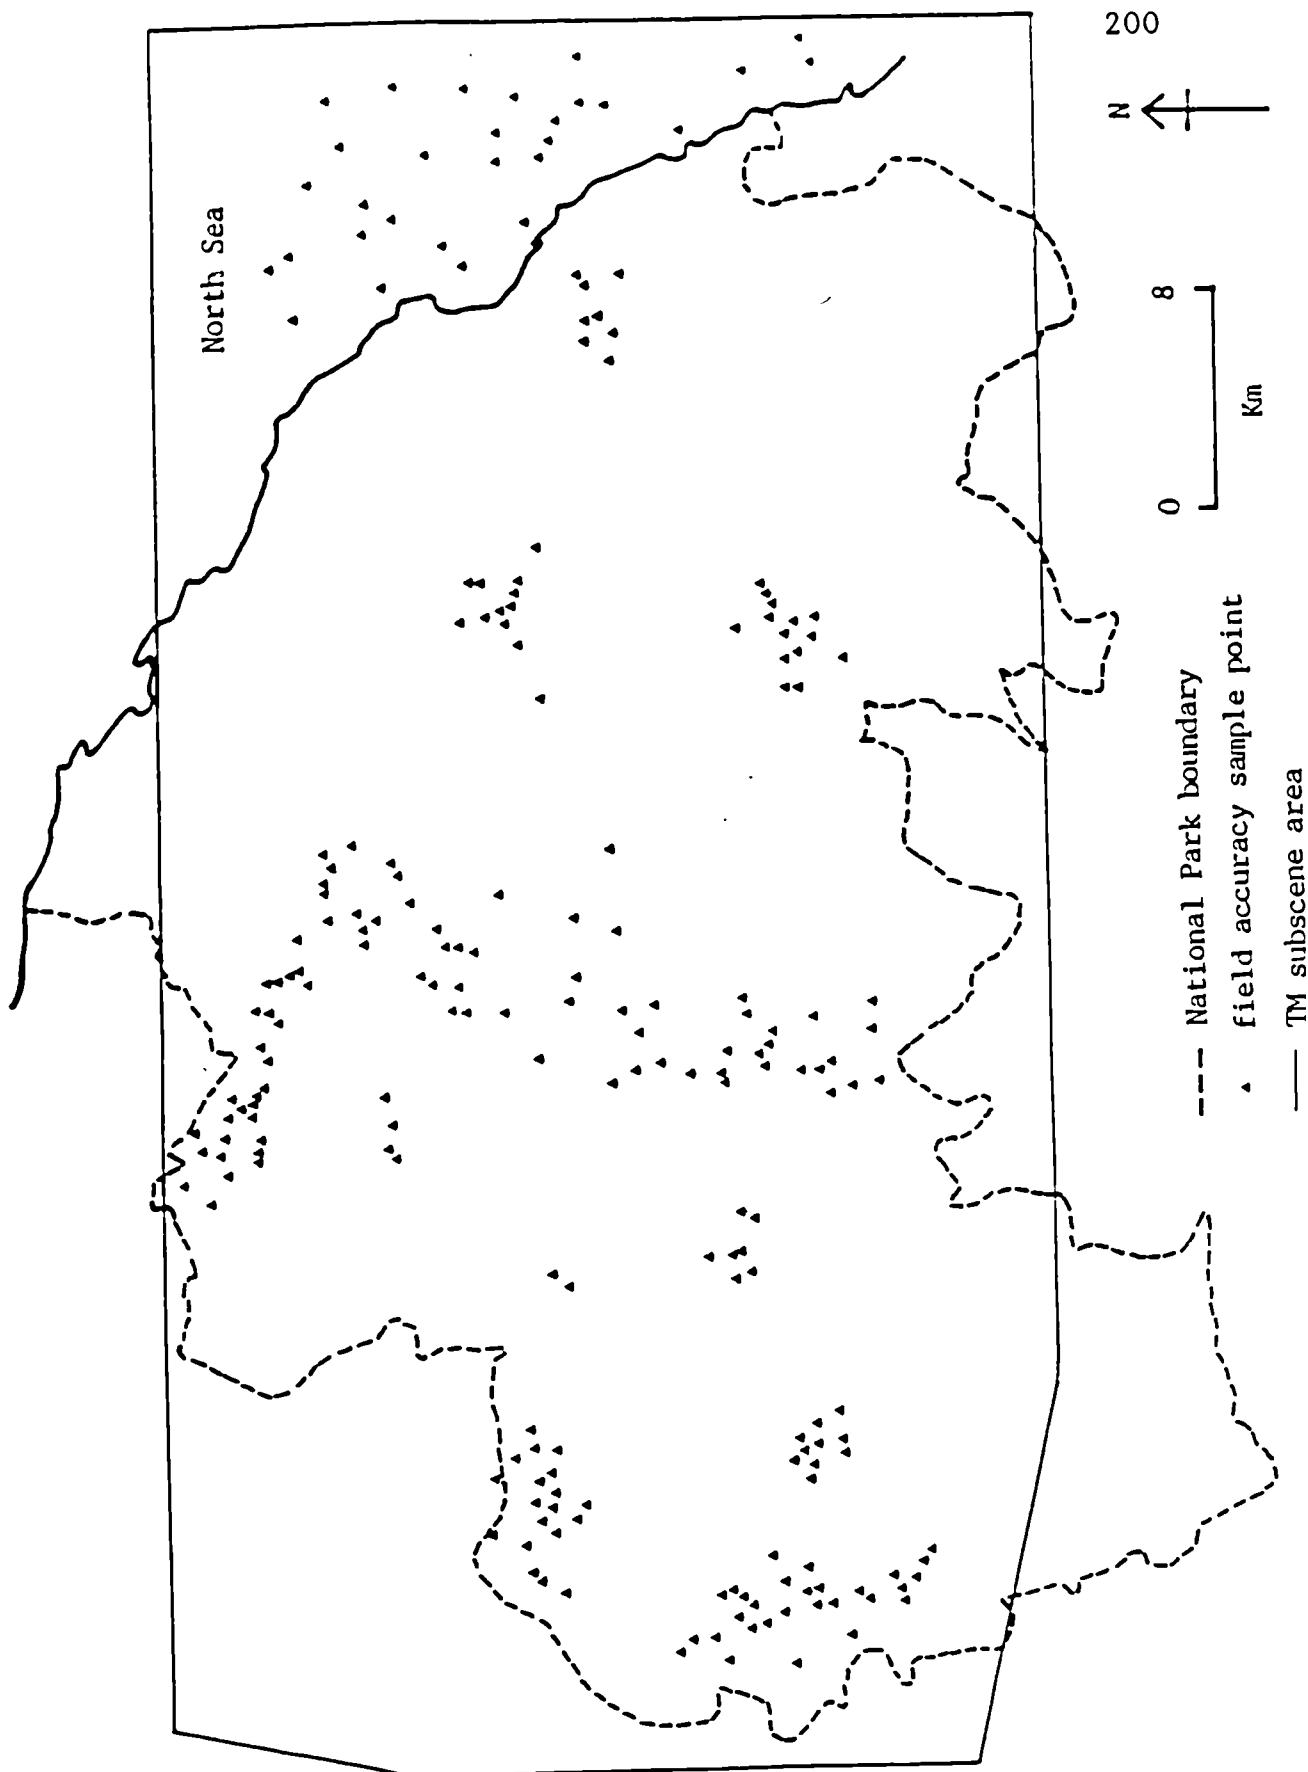 200
North Sea
N
0 8
Km
National Park boundary
field accuracy sample point
TM subscene area